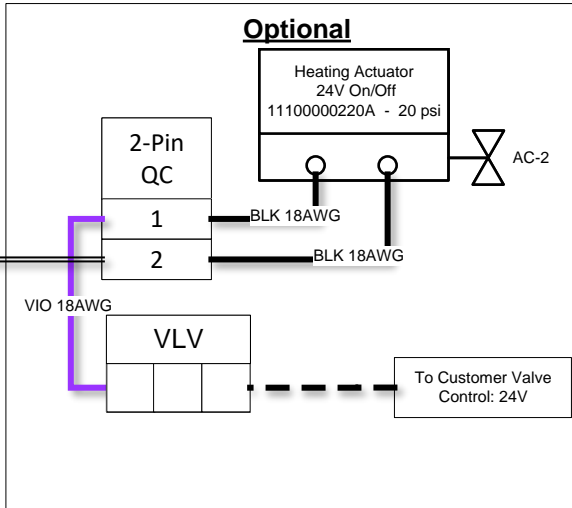 Optional
Heating Actuator
24V On/Off
11100000220A - 20 psi
AC-2
2-Pin
QC
1
BLK 18AWG
2
BLK 18AWG
VIO 18AWG
VLV
To Customer Valve
Control: 24V